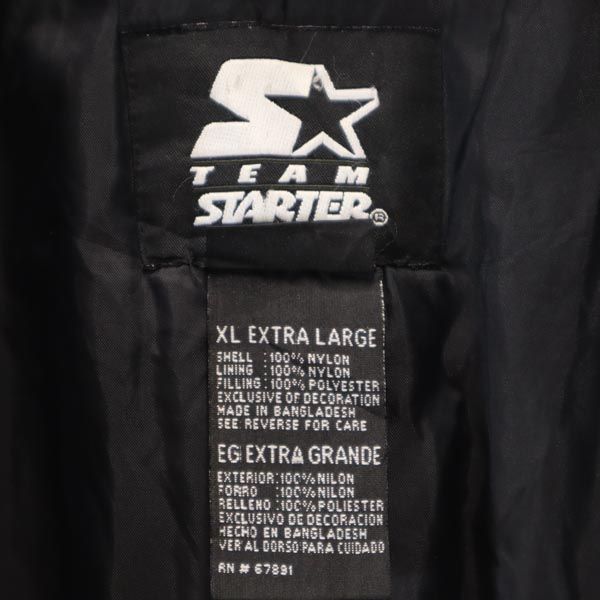 TEAM
STARTER®
XL EXTRA LARGE
SHELL :100% NYLON
LINING :100% NYLON
FILLING:100% POLYESTER
EXCLUSIVE OF DECORATION
MADE IN BANGLADESH
SEE REVERSE FOR CARE
EG EXTRA GRANDE
EXTERIOR:100% NILON
FORRO :100% NILON
RELLENO :100% POLIESTER
EXCLUSIVO DE DECORACION
HECHO EN BANGLADESH
VER AL DORSO PARA CUIDADO
RN # 67891